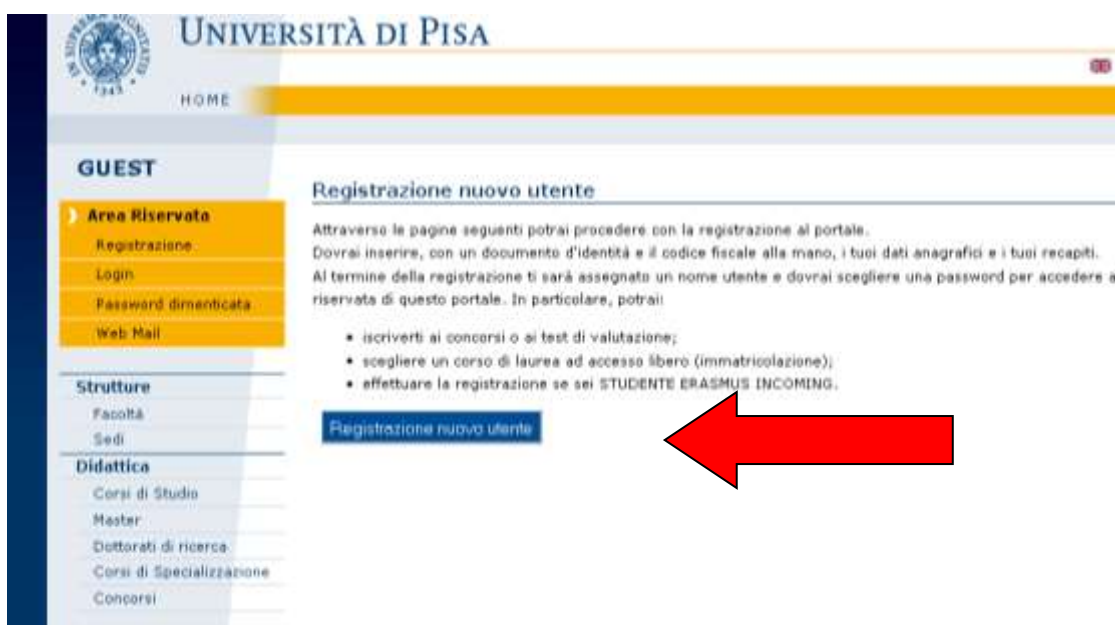 UNIVERSITÀ DI PISA
IN SUPREMÆ DIGNITATIS
1343
HOME
GUEST
Area Riservata
Registrazione
Login
Password dimenticata
Web Mail
Strutture
Facoltà
Sedi
Didattica
Corsi di Studio
Master
Dottorati di ricerca
Corsi di Specializzazione
Concorsi
Registrazione nuovo utente
Attraverso le pagine seguenti potrai procedere con la registrazione al portale.
Dovrai inserire, con un documento d'identità e il codice fiscale alla mano, i tuoi dati anagrafici e i tuoi recapiti.
Al termine della registrazione ti sarà assegnato un nome utente e dovrai scegliere una password per accedere a
riservata di questo portale. In particolare, potrai:
• iscriverti ai concorsi o ai test di valutazione;
• scegliere un corso di laurea ad accesso libero (immatricolazione);
• effettuare la registrazione se sei STUDENTE ERASMUS INCOMING.
Registrazione nuovo utente